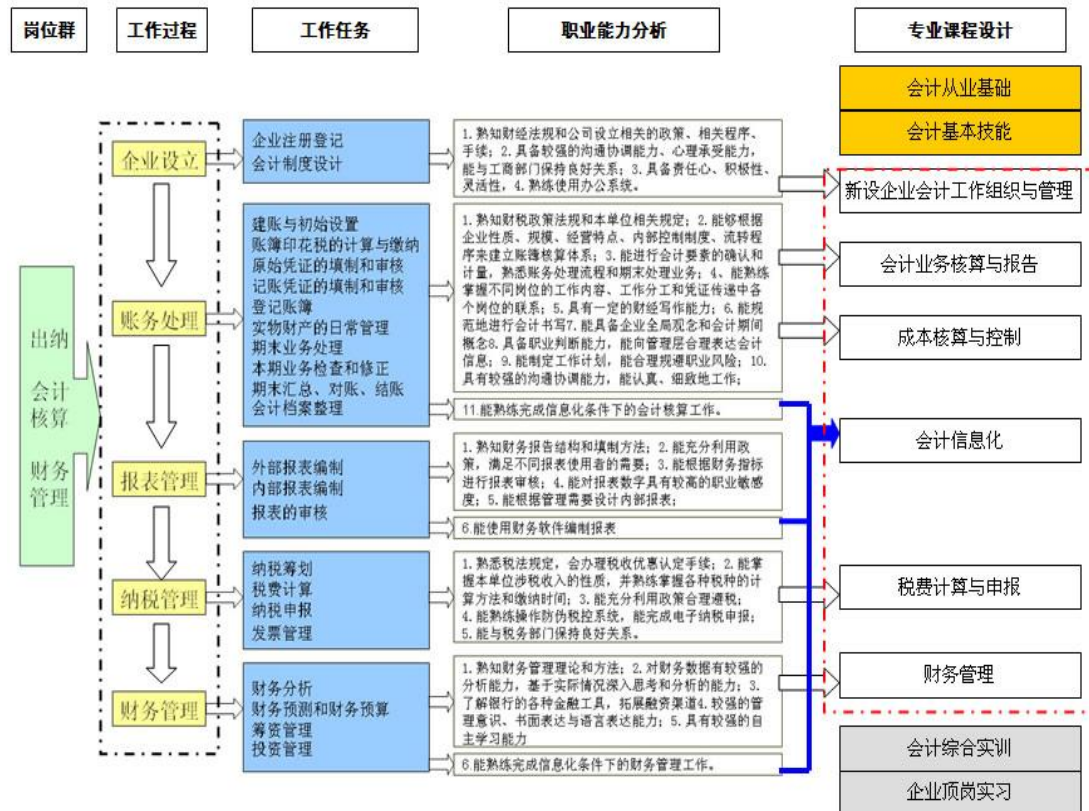 岗位群
工作过程
工作任务
职业能力分析
专业课程设计
出纳
会计
核算
财务
管理
企业设立
账务处理
报表管理
纳税管理
财务管理
企业注册登记
会计制度设计
建账与初始设置
账簿印花税的计算与缴纳
原始凭证的填制和审核
记账凭证的填制和审核
登记账簿
实物财产的日常管理
期末业务处理
本期业务检查和修正
期末汇总、对账、结账
会计档案整理
外部报表编制
内部报表编制
报表的审核
纳税筹划
税费计算
纳税申报
发票管理
财务分析
财务预测和财务预算
筹资管理
投资管理
1.熟知财经法规和公司设立相关的政策、相关程序、
手续；2.具备较强的沟通协调能力、心理承受能力，
能与工商部门保持良好关系；3.具备责任心、积极性、
灵活性，4.熟练使用办公系统。
1.熟知财税政策法规和本单位相关规定；2.能够根据
企业性质、规模、经营特点、内部控制制度、流转程
序来建立账簿核算体系；3.能进行会计要素的确认和
计量，熟悉账务处理流程和期末处理业务；4、能熟练
掌握不同岗位的工作内容、工作分工和凭证传递中各
个岗位的联系；5.具有一定的财经写作能力；6.能规
范地进行会计书写7.能具备企业全局观念和会计期间
概念8.具备职业判断能力，能向管理层合理表达会计
信息；9.能制定工作计划，能合理规避职业风险；10.
具有较强的沟通协调能力，能认真、细致地工作；
11.能熟练完成信息化条件下的会计核算工作。
1.熟知财务报告结构和填制方法；2.能充分利用政
策，满足不同报表使用者的需要；3.能根据财务指标
进行报表审核；4.能对报表数字具有较高的职业敏感
度；5.能根据管理需要设计内部报表；
6.能使用财务软件编制报表
1.熟悉税法规定，会办理税收优惠认定手续；2.能掌
握本单位涉税收入的性质，并熟练掌握各种税种的计
算方法和缴纳时间；3.能充分利用政策合理避税；
4.能熟练操作防伪税控系统，能完成电子纳税申报；
5.能与税务部门保持良好关系。
1.熟知财务管理理论和方法；2.对财务数据有较强的
分析能力，基于实际情况深入思考和分析的能力；3.
了解银行的各种金融工具，拓展融资渠道4.较强的管
理意识、书面表达与语言表达能力；5.具有较强的自
主学习能力
6.能熟练完成信息化条件下的财务管理工作。
会计从业基础
会计基本技能
新设企业会计工作组织与管理
会计业务核算与报告
成本核算与控制
会计信息化
税费计算与申报
财务管理
会计综合实训
企业顶岗实习